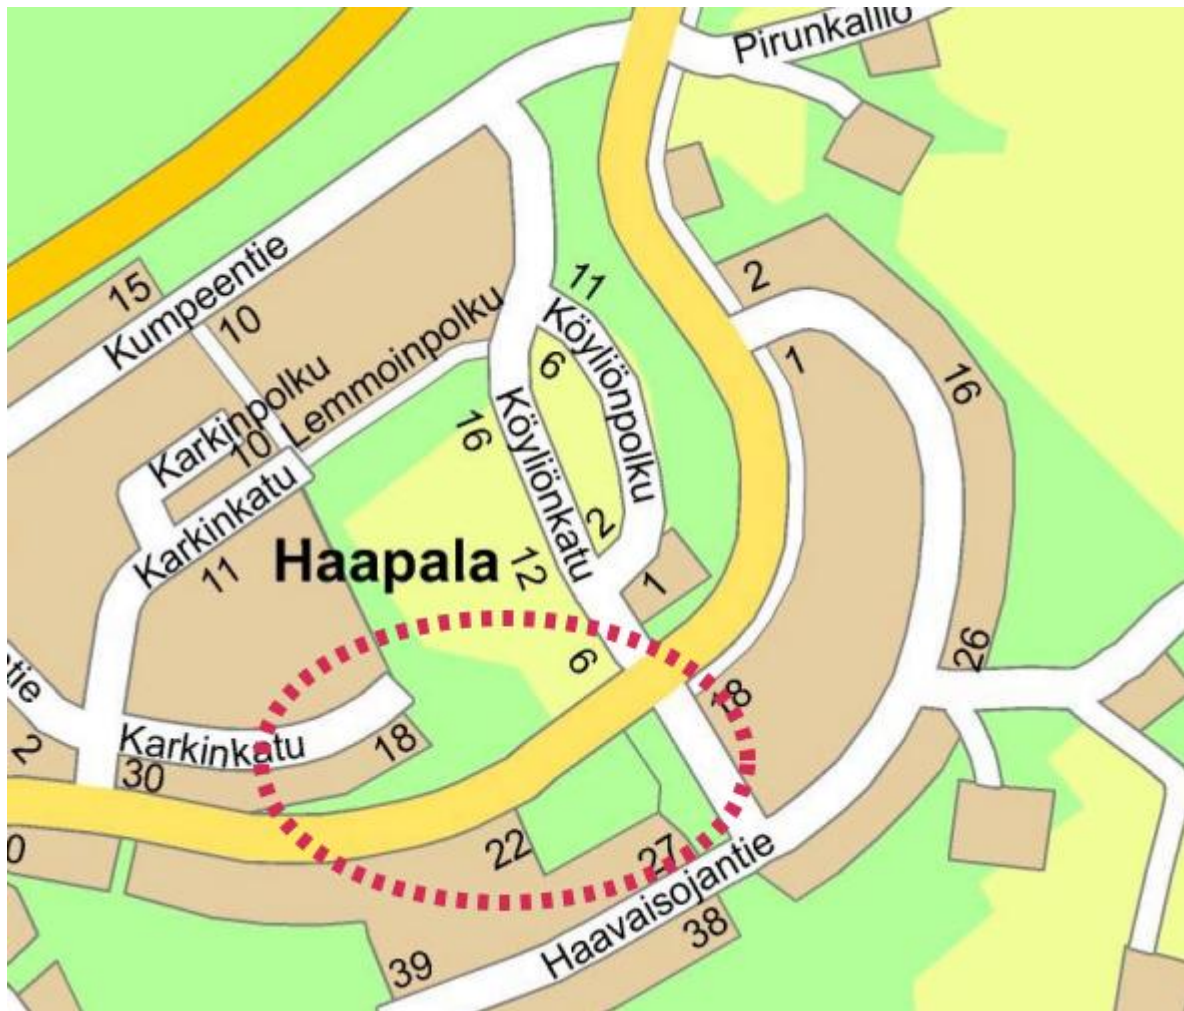 Pirunkallio
2
15
Kumpeentie
10
11
Köyliönpolku
6
1
16
Lemmoinpolku
Karkinpolku
10
16
Köyliönkatu
Karkinkatu
11
2
Haapala
12
1
6
26
tie
2
Karkinkatu
30
18
18
0
22
27
Haavaisojantie
38
39